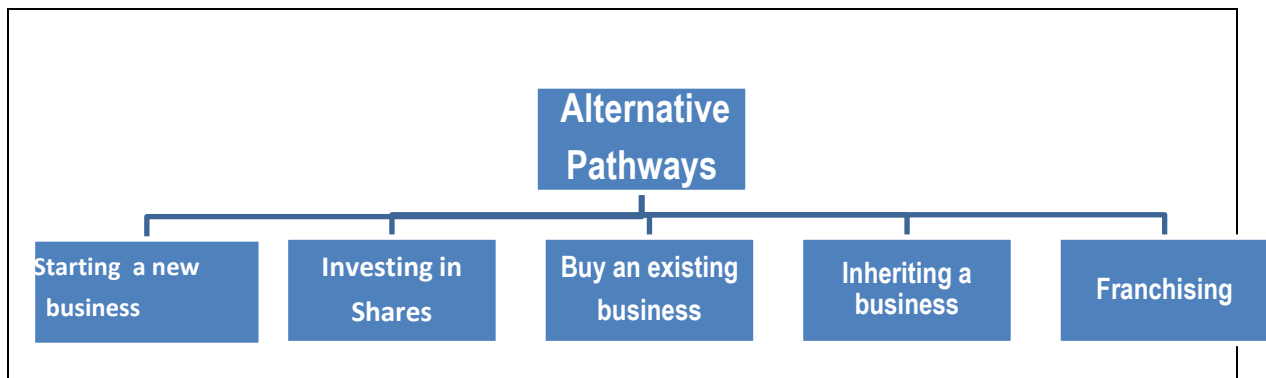 Alternative
Pathways
Starting a new
business
Investing in
Shares
Buy an existing
business
Inheriting a
business
Franchising